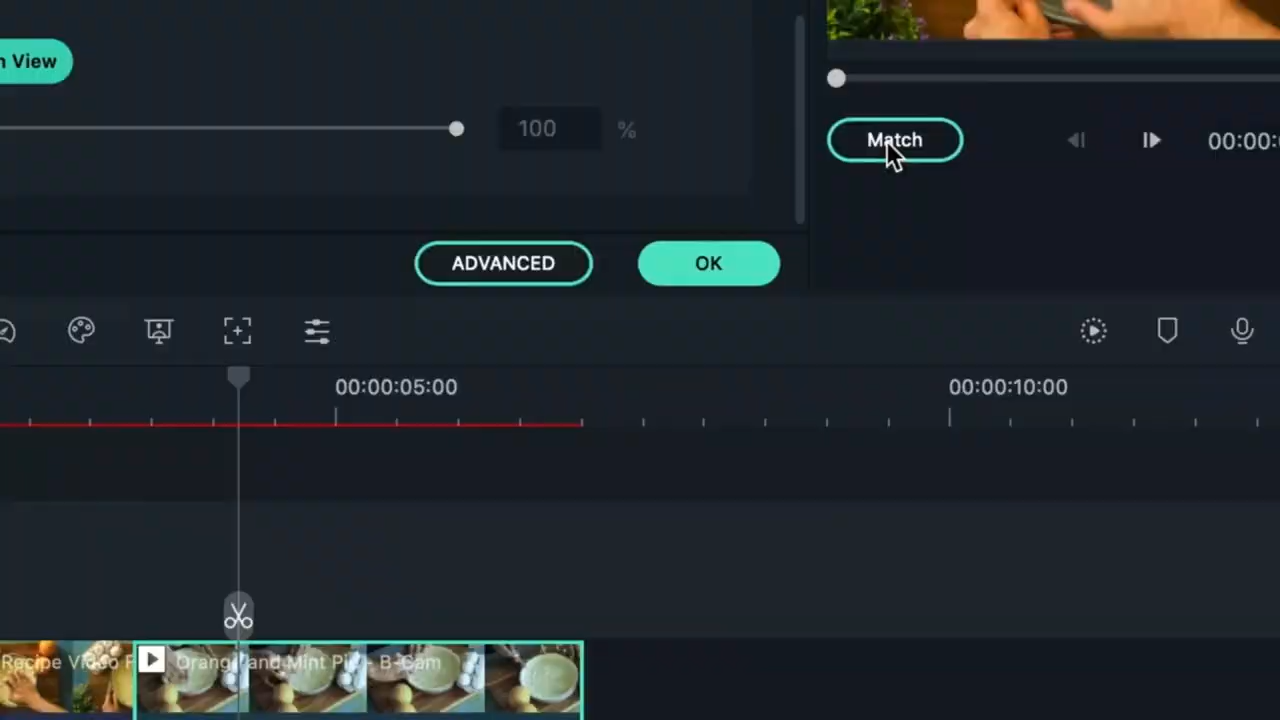 n View
100 %
Match
00:00:
ADVANCED
OK
00:00:05:00
00:00:10:00
Recipe Video F
Orange and Mint Pie - B-Cam